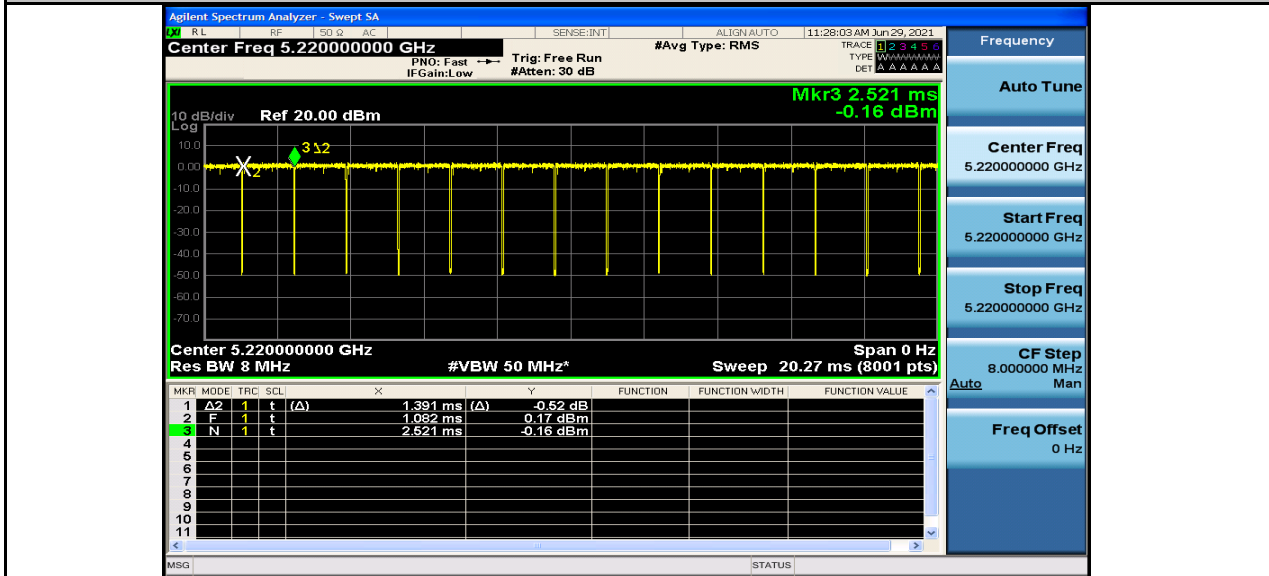 Agilent Spectrum Analyzer - Swept SA
LXI RL RF 50 Ω AC SENSE:INT ALIGN AUTO 11:28:03 AM Jun 29, 2021
Center Freq 5.220000000 GHz
PNO: Fast
IFGain:Low
Trig: Free Run
#Atten: 30 dB
#Avg Type: RMS
TRACE 1 2 3 4 5 6
TYPE
DET A A A A A A
Mkr3 2.521 ms
-0.16 dBm
10 dB/div Ref 20.00 dBm
Log
10.0
0.00
-10.0
-20.0
-30.0
-40.0
-50.0
-60.0
-70.0
3Δ2
X2
Center 5.220000000 GHz Span 0 Hz
Res BW 8 MHz #VBW 50 MHz* Sweep 20.27 ms (8001 pts)
MKR MODE TRC SCL X Y FUNCTION FUNCTION WIDTH FUNCTION VALUE
1 Δ2 1 t (Δ) 1.391 ms (Δ) -0.52 dB
2 F 1 t 1.082 ms 0.17 dBm
3 N 1 t 2.521 ms -0.16 dBm
4
5
6
7
8
9
10
11
MSG STATUS
Frequency
Auto Tune
Center Freq
5.220000000 GHz
Start Freq
5.220000000 GHz
Stop Freq
5.220000000 GHz
CF Step
8.000000 MHz
Auto Man
Freq Offset
0 Hz